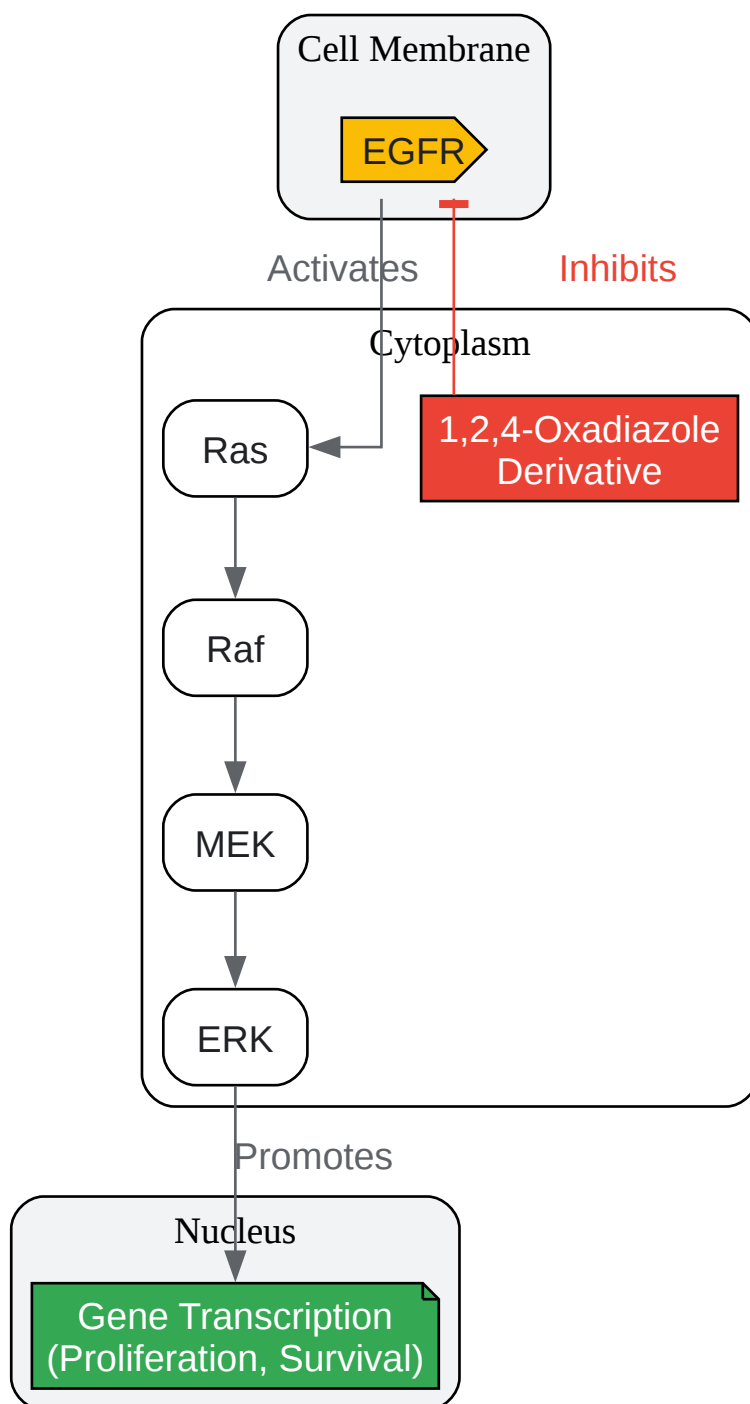 Cell Membrane
EGFR
Activates
Inhibits
Cytoplasm
Ras
1,2,4-Oxadiazole
Derivative
Raf
MEK
ERK
Promotes
Nucleus
Gene Transcription
(Proliferation, Survival)